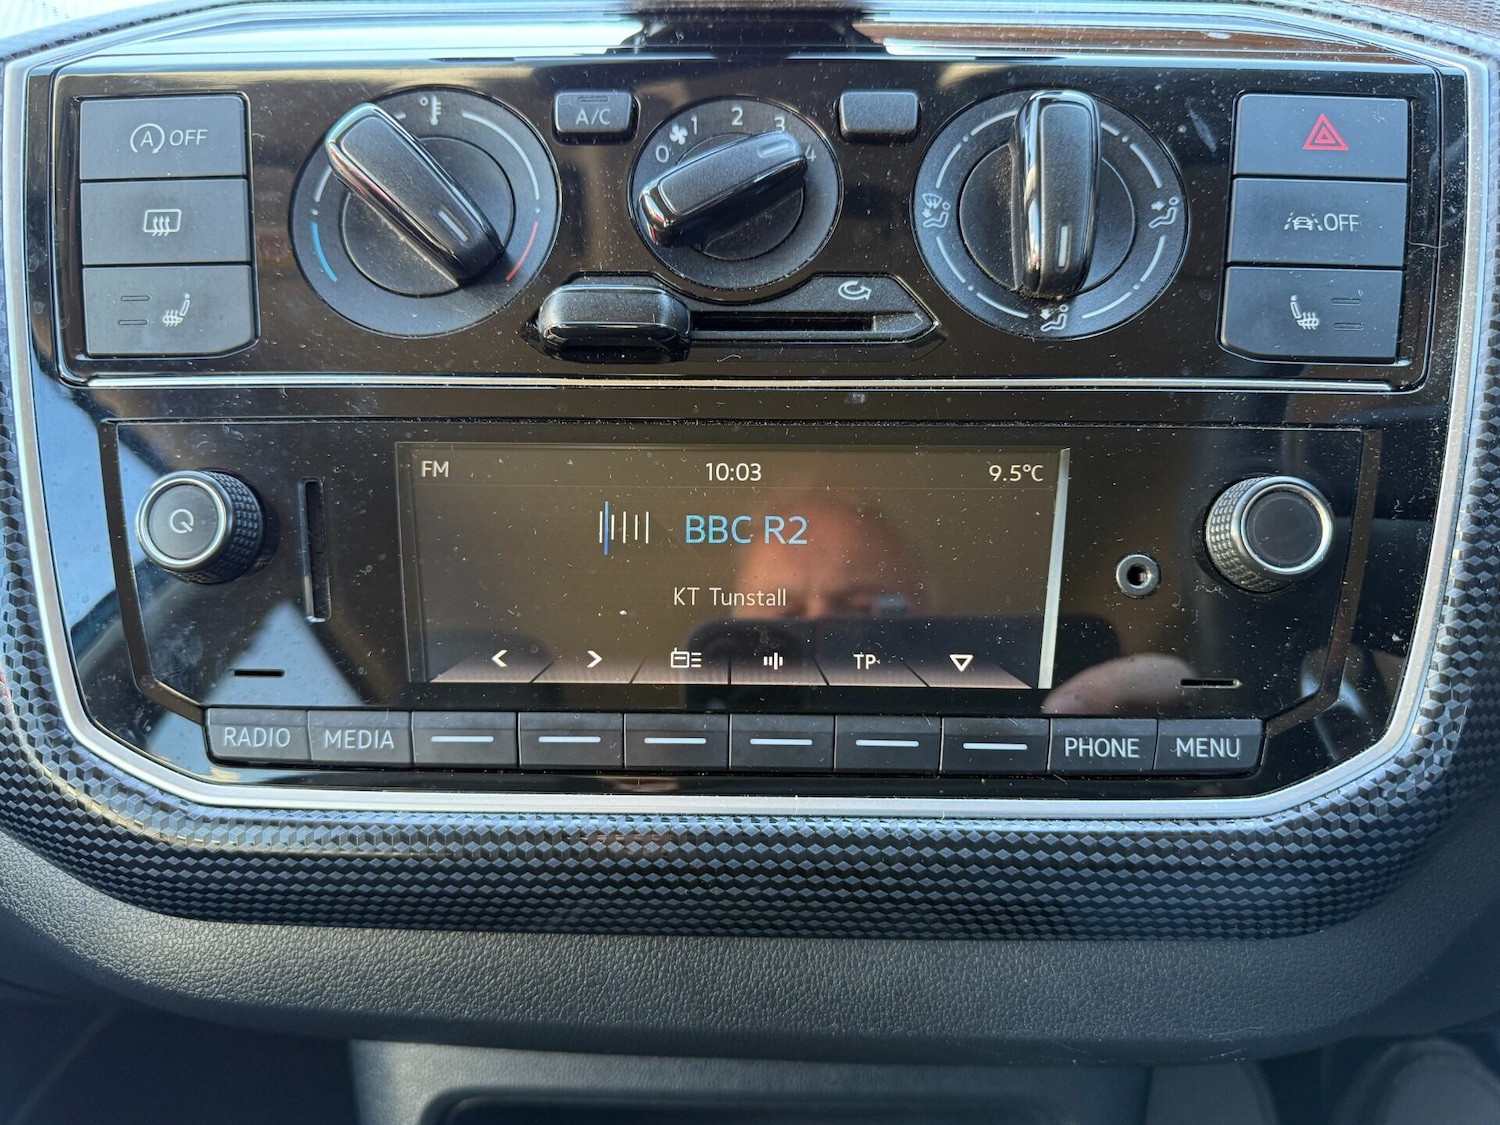 A OFF
A/C
0 1 2 3 4
OFF
FM 10:03 9.5°C
BBC R2
KT Tunstall
TP
RADIO MEDIA PHONE MENU